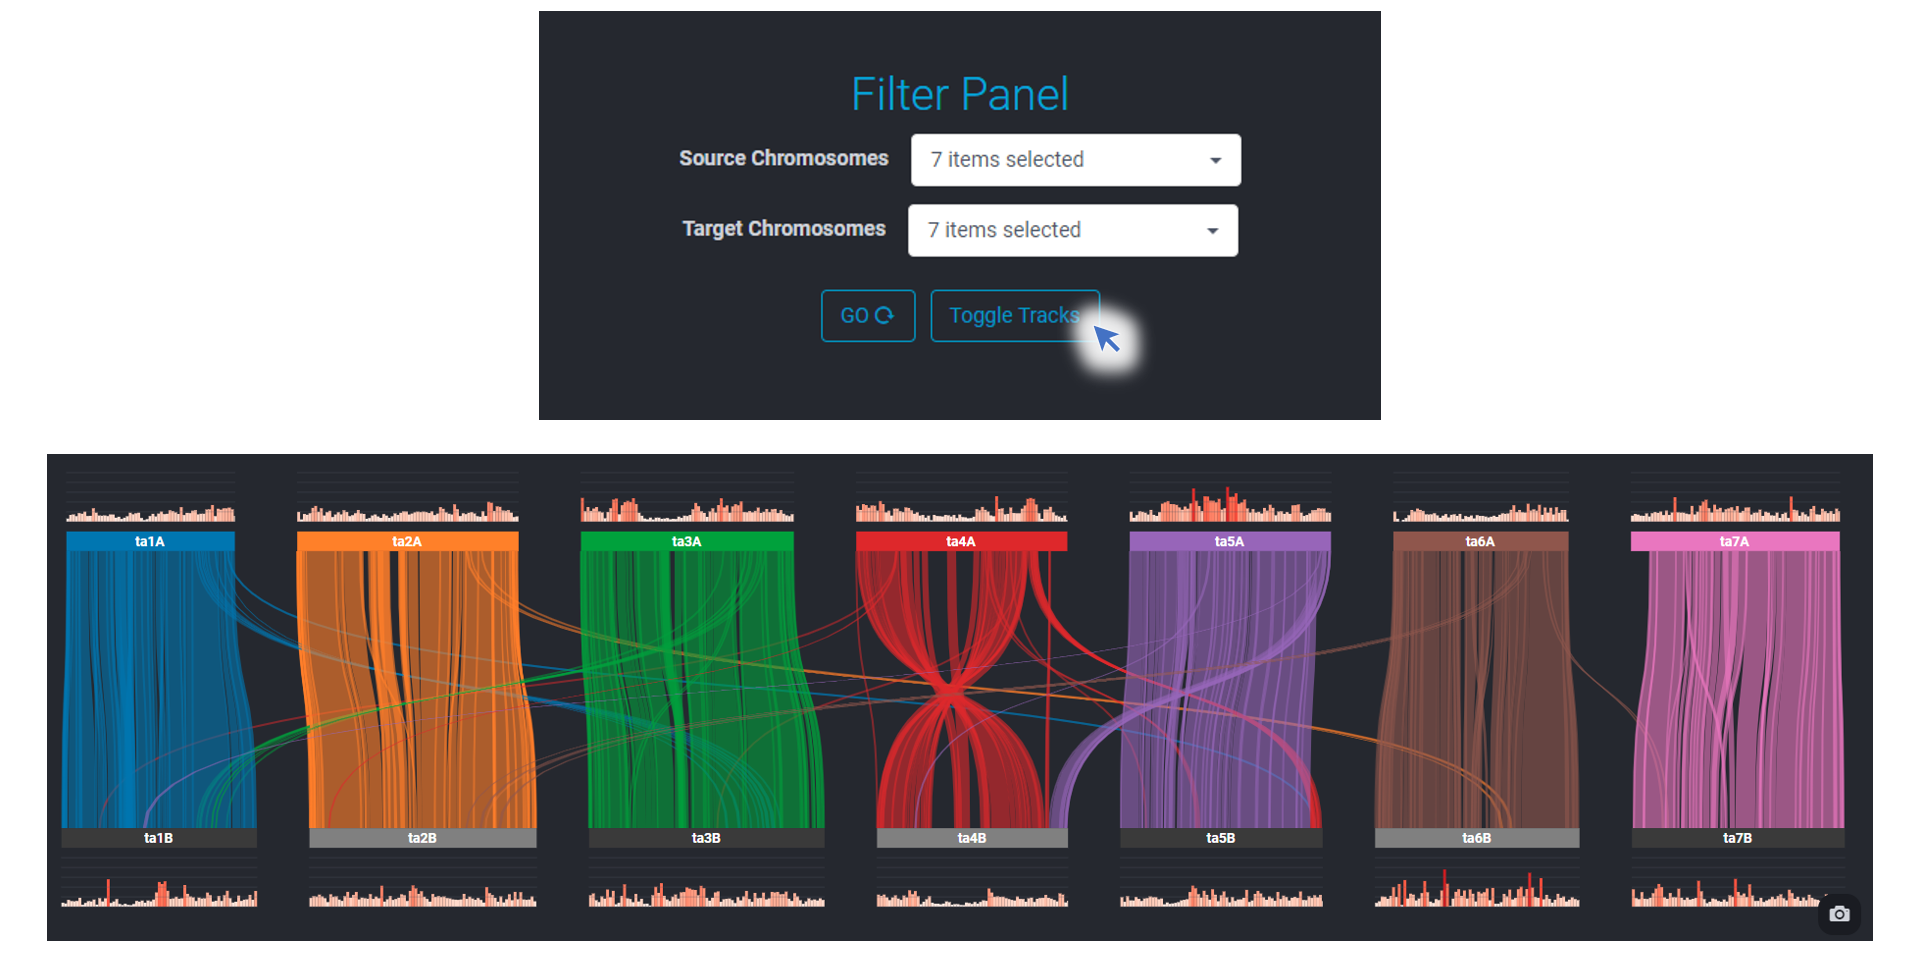 Filter Panel
Source Chromosomes 7 items selected
Target Chromosomes 7 items selected
GO Toggle Tracks
ta1A ta2A ta3A ta4A ta5A ta6A ta7A
ta1B ta2B ta3B ta4B ta5B ta6B ta7B